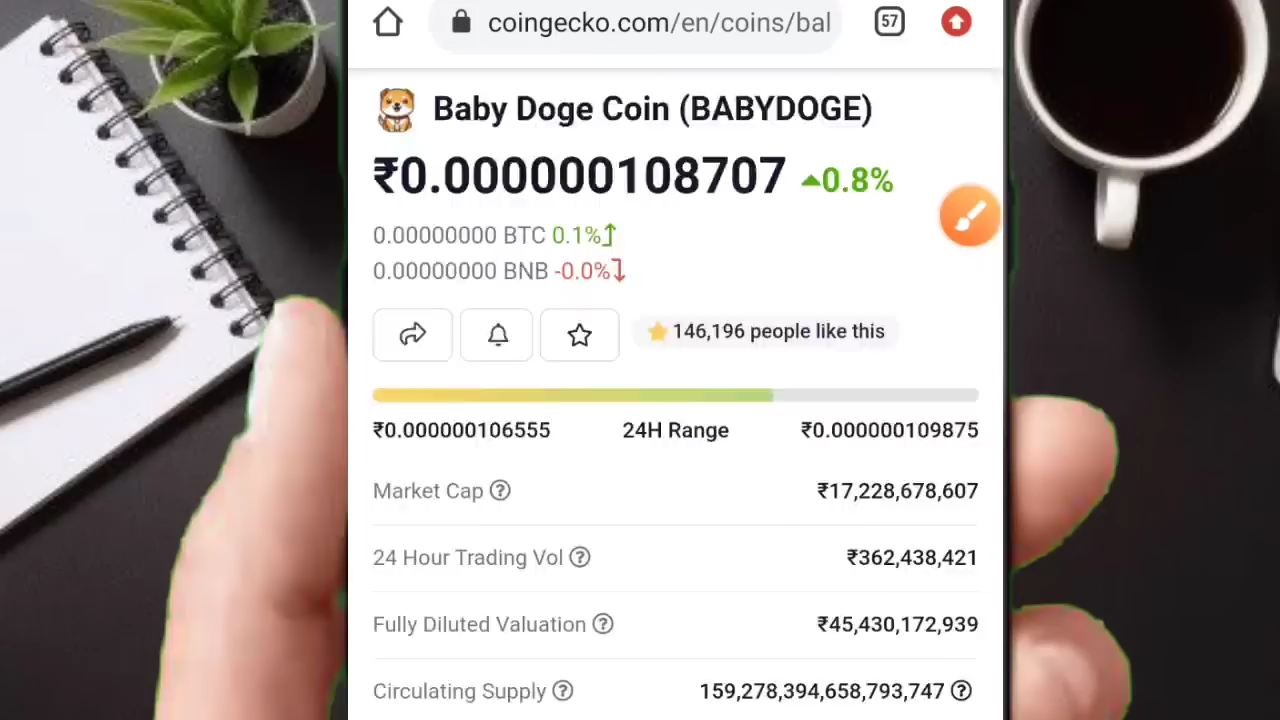 coingecko.com/en/coins/bal
57
Baby Doge Coin (BABYDOGE)
₹0.000000108707 ▲0.8%
0.00000000 BTC 0.1%
0.00000000 BNB -0.0%
146,196 people like this
₹0.000000106555 24H Range ₹0.000000109875
Market Cap ₹17,228,678,607
24 Hour Trading Vol ₹362,438,421
Fully Diluted Valuation ₹45,430,172,939
Circulating Supply 159,278,394,658,793,747